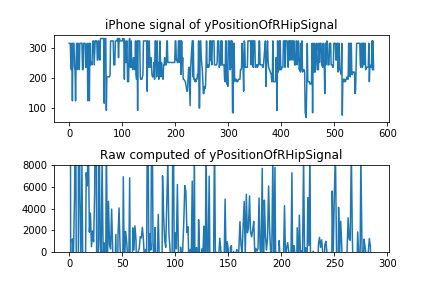 iPhone signal of yPositionOfRHipSignal
300
200
100
0 100 200 300 400 500 600
Raw computed of yPositionOfRHipSignal
8000
6000
4000
2000
0
0 50 100 150 200 250 300